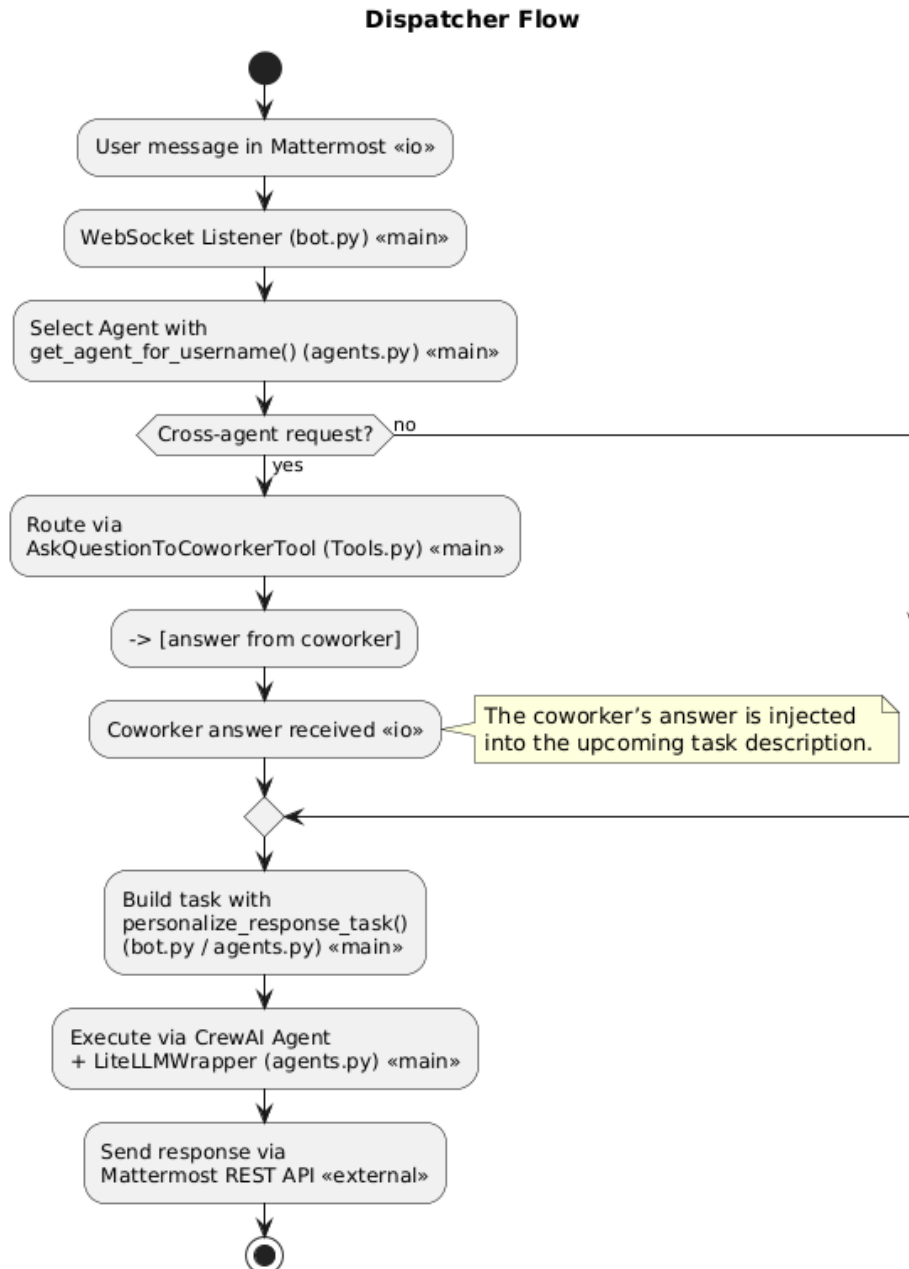 Dispatcher Flow
User message in Mattermost «io»
WebSocket Listener (bot.py) «main»
Select Agent with
get_agent_for_username() (agents.py) «main»
Cross-agent request?
no
yes
Route via
AskQuestionToCoworkerTool (Tools.py) «main»
-> [answer from coworker]
Coworker answer received «io»
The coworker’s answer is injected
into the upcoming task description.
Build task with
personalize_response_task()
(bot.py / agents.py) «main»
Execute via CrewAI Agent
+ LiteLLMWrapper (agents.py) «main»
Send response via
Mattermost REST API «external»